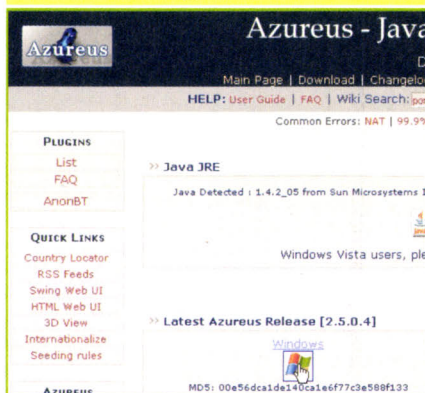 Azureus
Azureus - Java
Main Page | Download | Changelo
HELP: User Guide | FAQ | Wiki Search:
Common Errors: NAT | 99.9%
PLUGINS
List
FAQ
AnonBT
QUICK LINKS
Country Locator
RSS Feeds
Swing Web UI
HTML Web UI
3D View
Internationalize
Seeding rules
AZUREUS
» Java JRE
Java Detected : 1.4.2_05 from Sun Microsystems I
Windows Vista users, ple
» Latest Azureus Release [2.5.0.4]
Windows
MD5: 00e56dca1de140ca1e6f77c3e588f133